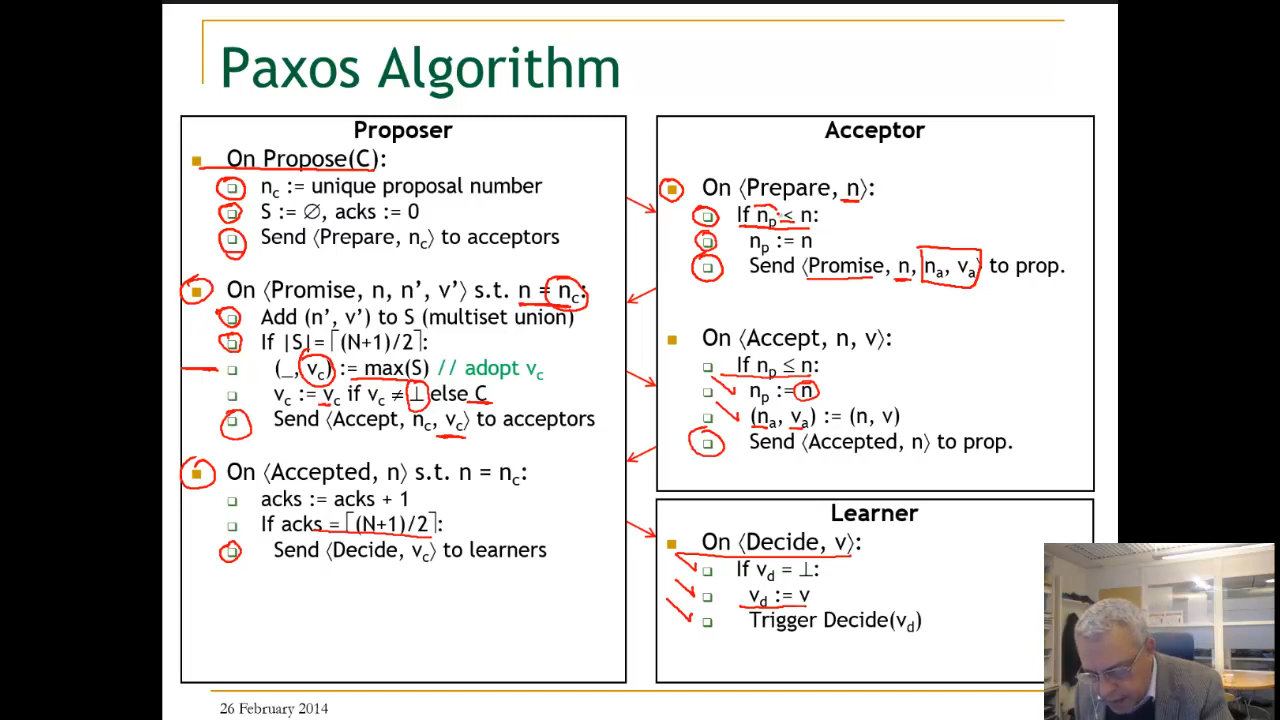 Paxos Algorithm
Proposer
On Propose(C):
n_c := unique proposal number
S := ∅, acks := 0
Send ⟨Prepare, n_c⟩ to acceptors
On ⟨Promise, n, n’, v’⟩ s.t. n = n_c:
Add (n’, v’) to S (multiset union)
If |S|=⌈(N+1)/2⌉:
(_, v_c) := max(S) // adopt v_c
v_c := v_c if v_c ≠ ⊥ else C
Send ⟨Accept, n_c, v_c⟩ to acceptors
On ⟨Accepted, n⟩ s.t. n = n_c:
acks := acks + 1
If acks = ⌈(N+1)/2⌉:
Send ⟨Decide, v_c⟩ to learners
Acceptor
On ⟨Prepare, n⟩:
If n_p < n:
n_p := n
Send ⟨Promise, n, n_a, v_a⟩ to prop.
On ⟨Accept, n, v⟩:
If n_p ≤ n:
n_p := n
(n_a, v_a) := (n, v)
Send ⟨Accepted, n⟩ to prop.
Learner
On ⟨Decide, v⟩:
If v_d = ⊥:
v_d := v
Trigger Decide(v_d)
26 February 2014